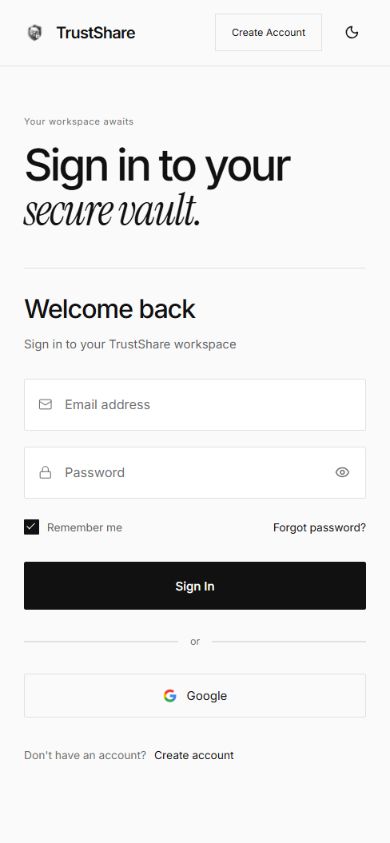 TrustShare
Create Account
Your workspace awaits
Sign in to your
secure vault.
Welcome back
Sign in to your TrustShare workspace
Email address
Password
Remember me
Forgot password?
Sign In
or
Google
Don't have an account? Create account